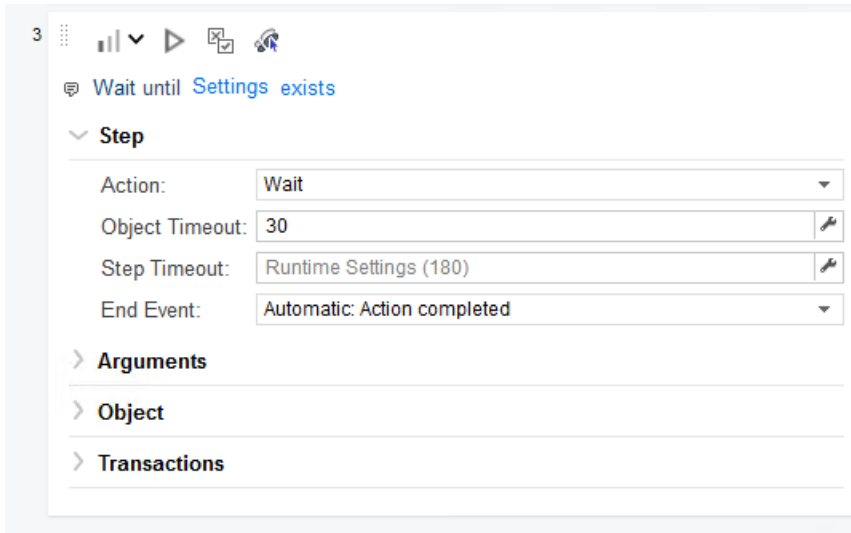 3
Wait until Settings exists
Step
Action: Wait
Object Timeout: 30
Step Timeout: Runtime Settings (180)
End Event: Automatic: Action completed
Arguments
Object
Transactions